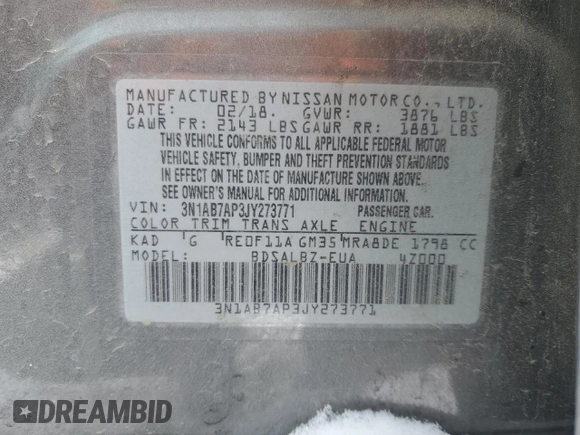 MANUFACTURED BY NISSAN MOTOR CO., LTD.
DATE: 02/18. GVWR: 3876 LBS
GAWR FR: 2143 LBS GAWR RR: 1881 LBS
THIS VEHICLE CONFORMS TO ALL APPLICABLE FEDERAL MOTOR
VEHICLE SAFETY, BUMPER AND THEFT PREVENTION STANDARDS
IN EFFECT ON THE DATE OF MANUFACTURE SHOWN ABOVE.
SEE OWNER'S MANUAL FOR ADDITIONAL INFORMATION.
VIN: 3N1AB7AP3JY273771 PASSENGER CAR.
COLOR TRIM TRANS AXLE ENGINE
KAD G RE0F11A GM35 MRA8DE 1798 CC
MODEL: BDSALBZ-EUA 4Z000
3N1AB7AP3JY273771
DREAMBID